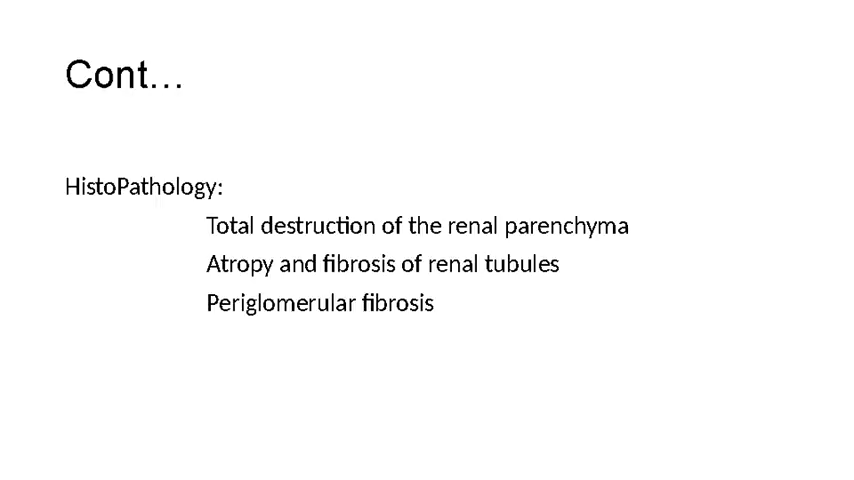 Cont…
HistoPathology:
Total destruction of the renal parenchyma
Atropy and fibrosis of renal tubules
Periglomerular fibrosis